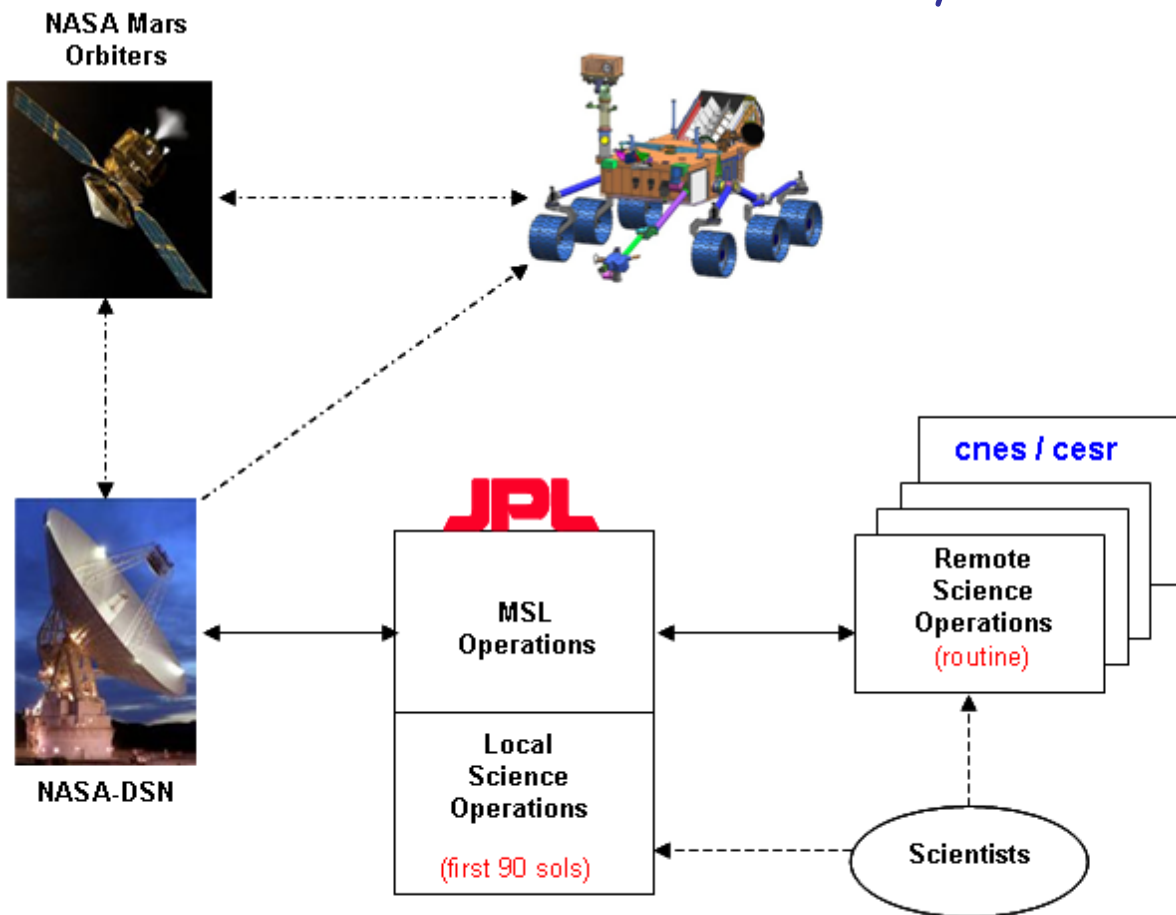 NASA Mars
Orbiters
cnes / cesr
JPL
MSL
Operations
Remote
Science
Operations
(routine)
Local
Science
Operations
(first 90 sols)
NASA-DSN
Scientists